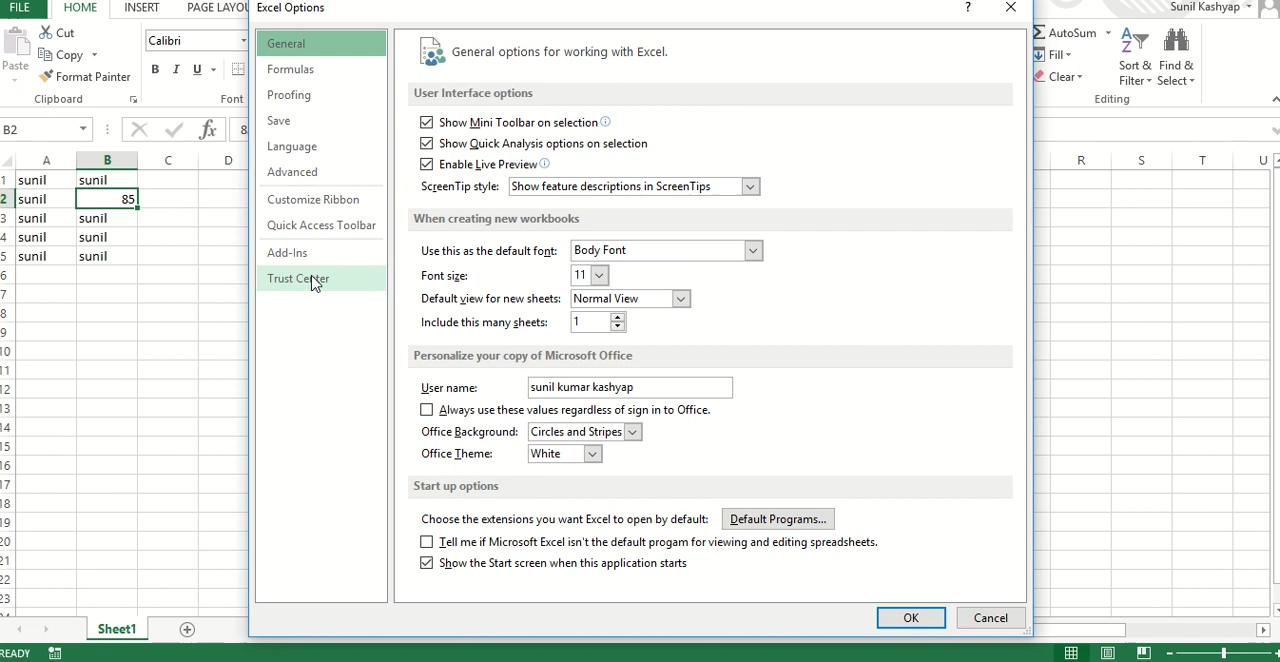 Excel Options
?
FILE HOME INSERT PAGE LAYOU
Sunil Kashyap
Cut
Copy
Format Painter
Paste
Clipboard
Calibri
B I U
Font
AutoSum
Fill
Clear
Sort & Filter
Find & Select
Editing
B2
fx
8
A B C D R S T U
1 sunil sunil
2 sunil 85
3 sunil sunil
4 sunil sunil
5 sunil sunil
6
7
8
9
10
11
12
13
14
15
16
17
18
19
20
21
22
23
General
Formulas
Proofing
Save
Language
Advanced
Customize Ribbon
Quick Access Toolbar
Add-Ins
Trust Center
General options for working with Excel.
User Interface options
Show Mini Toolbar on selection
Show Quick Analysis options on selection
Enable Live Preview
ScreenTip style: Show feature descriptions in ScreenTips
When creating new workbooks
Use this as the default font: Body Font
Font size: 11
Default view for new sheets: Normal View
Include this many sheets: 1
Personalize your copy of Microsoft Office
User name: sunil kumar kashyap
Always use these values regardless of sign in to Office.
Office Background: Circles and Stripes
Office Theme: White
Start up options
Choose the extensions you want Excel to open by default: Default Programs...
Tell me if Microsoft Excel isn't the default progam for viewing and editing spreadsheets.
Show the Start screen when this application starts
OK Cancel
Sheet1
READY